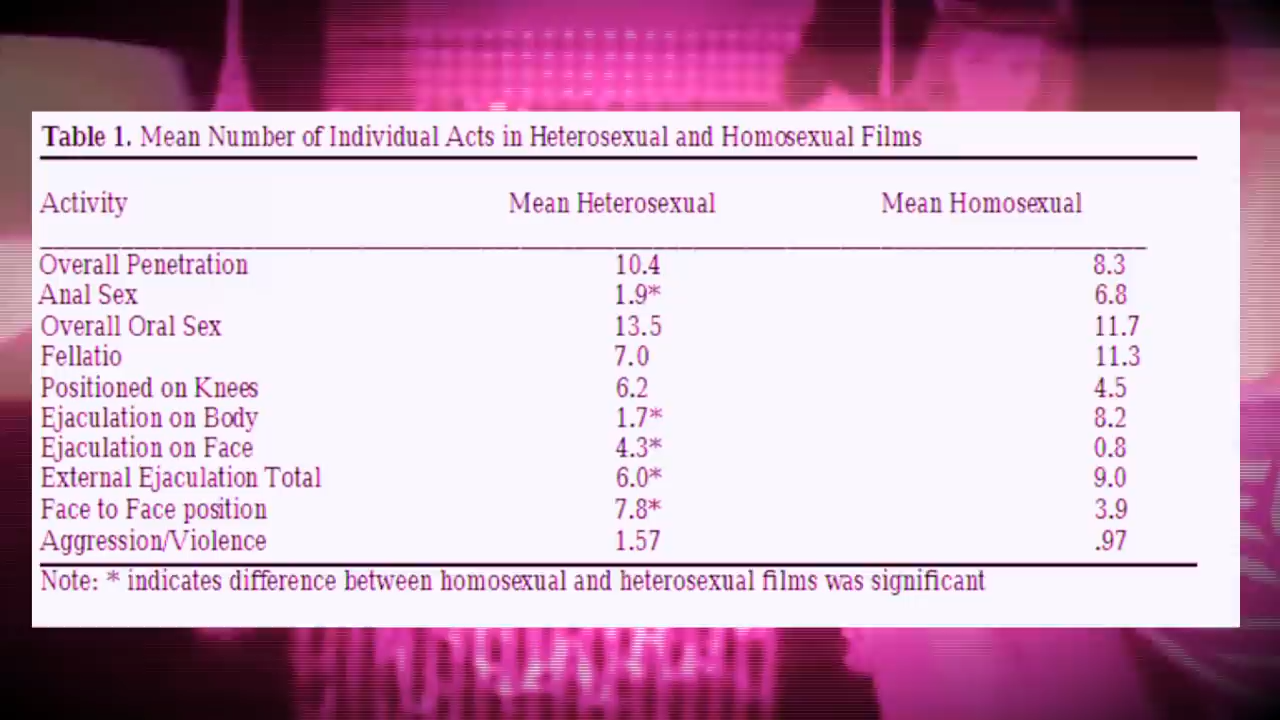 Table 1. Mean Number of Individual Acts in Heterosexual and Homosexual Films
Activity Mean Heterosexual Mean Homosexual
Overall Penetration 10.4 8.3
Anal Sex 1.9* 6.8
Overall Oral Sex 13.5 11.7
Fellatio 7.0 11.3
Positioned on Knees 6.2 4.5
Ejaculation on Body 1.7* 8.2
Ejaculation on Face 4.3* 0.8
External Ejaculation Total 6.0* 9.0
Face to Face position 7.8* 3.9
Aggression/Violence 1.57 .97
Note: * indicates difference between homosexual and heterosexual films was significant